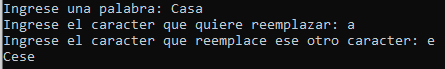 Ingrese una palabra: Casa
Ingrese el caracter que quiere reemplazar: a
Ingrese el caracter que reemplace ese otro caracter: e
Cese